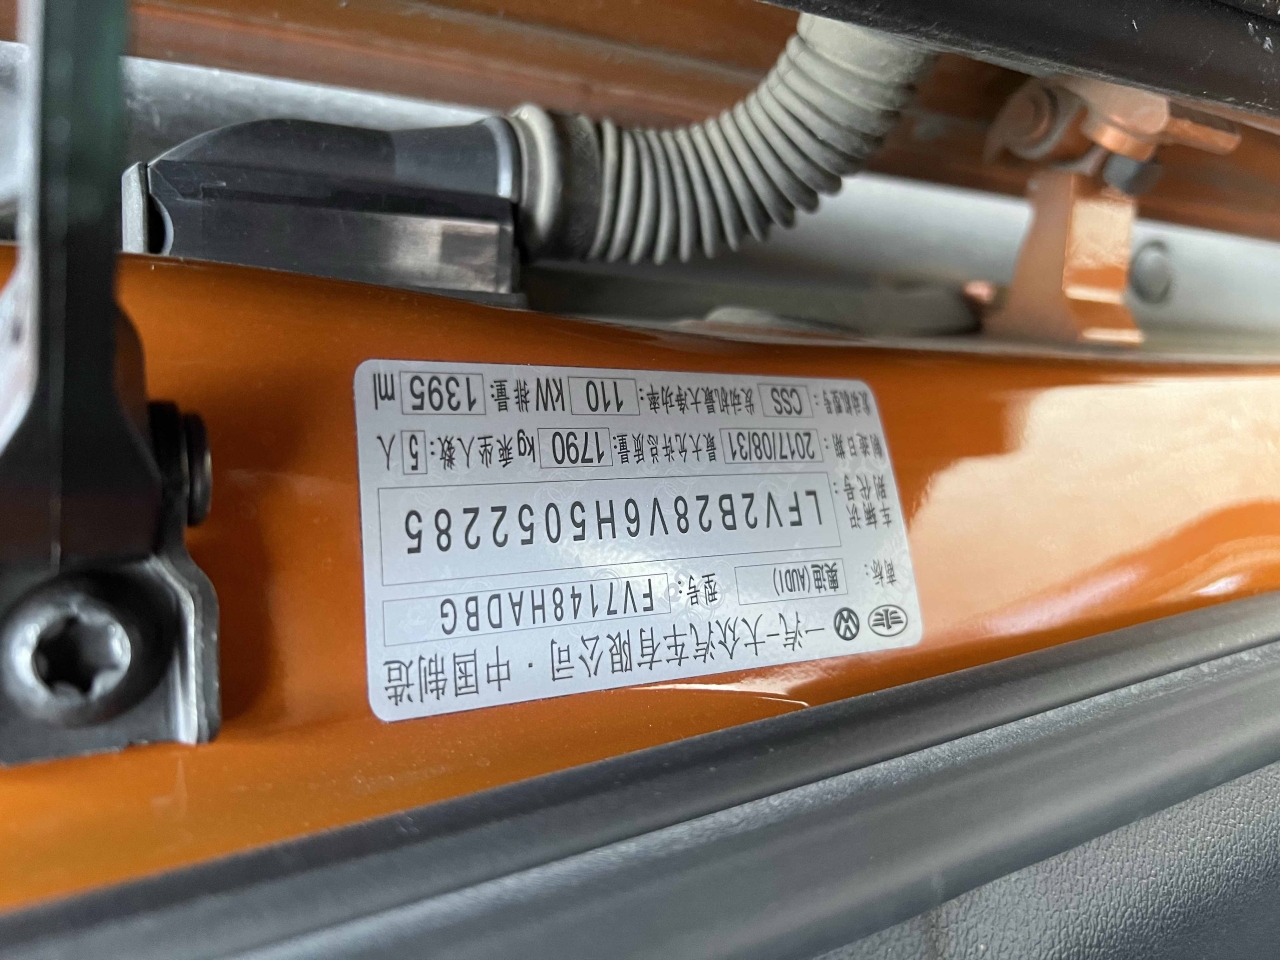 一汽-大众汽车有限公司·中国制造
商标：奥迪(AUDI) 型号：FV7148HADBG
车辆识别代号：LFV2B28V6H5052285
制造日期：2017/08/31 最大允许总质量：1790 kg 乘坐人数：5 人
发动机型号：CSS 发动机最大净功率：110 kW 排量：1395 ml